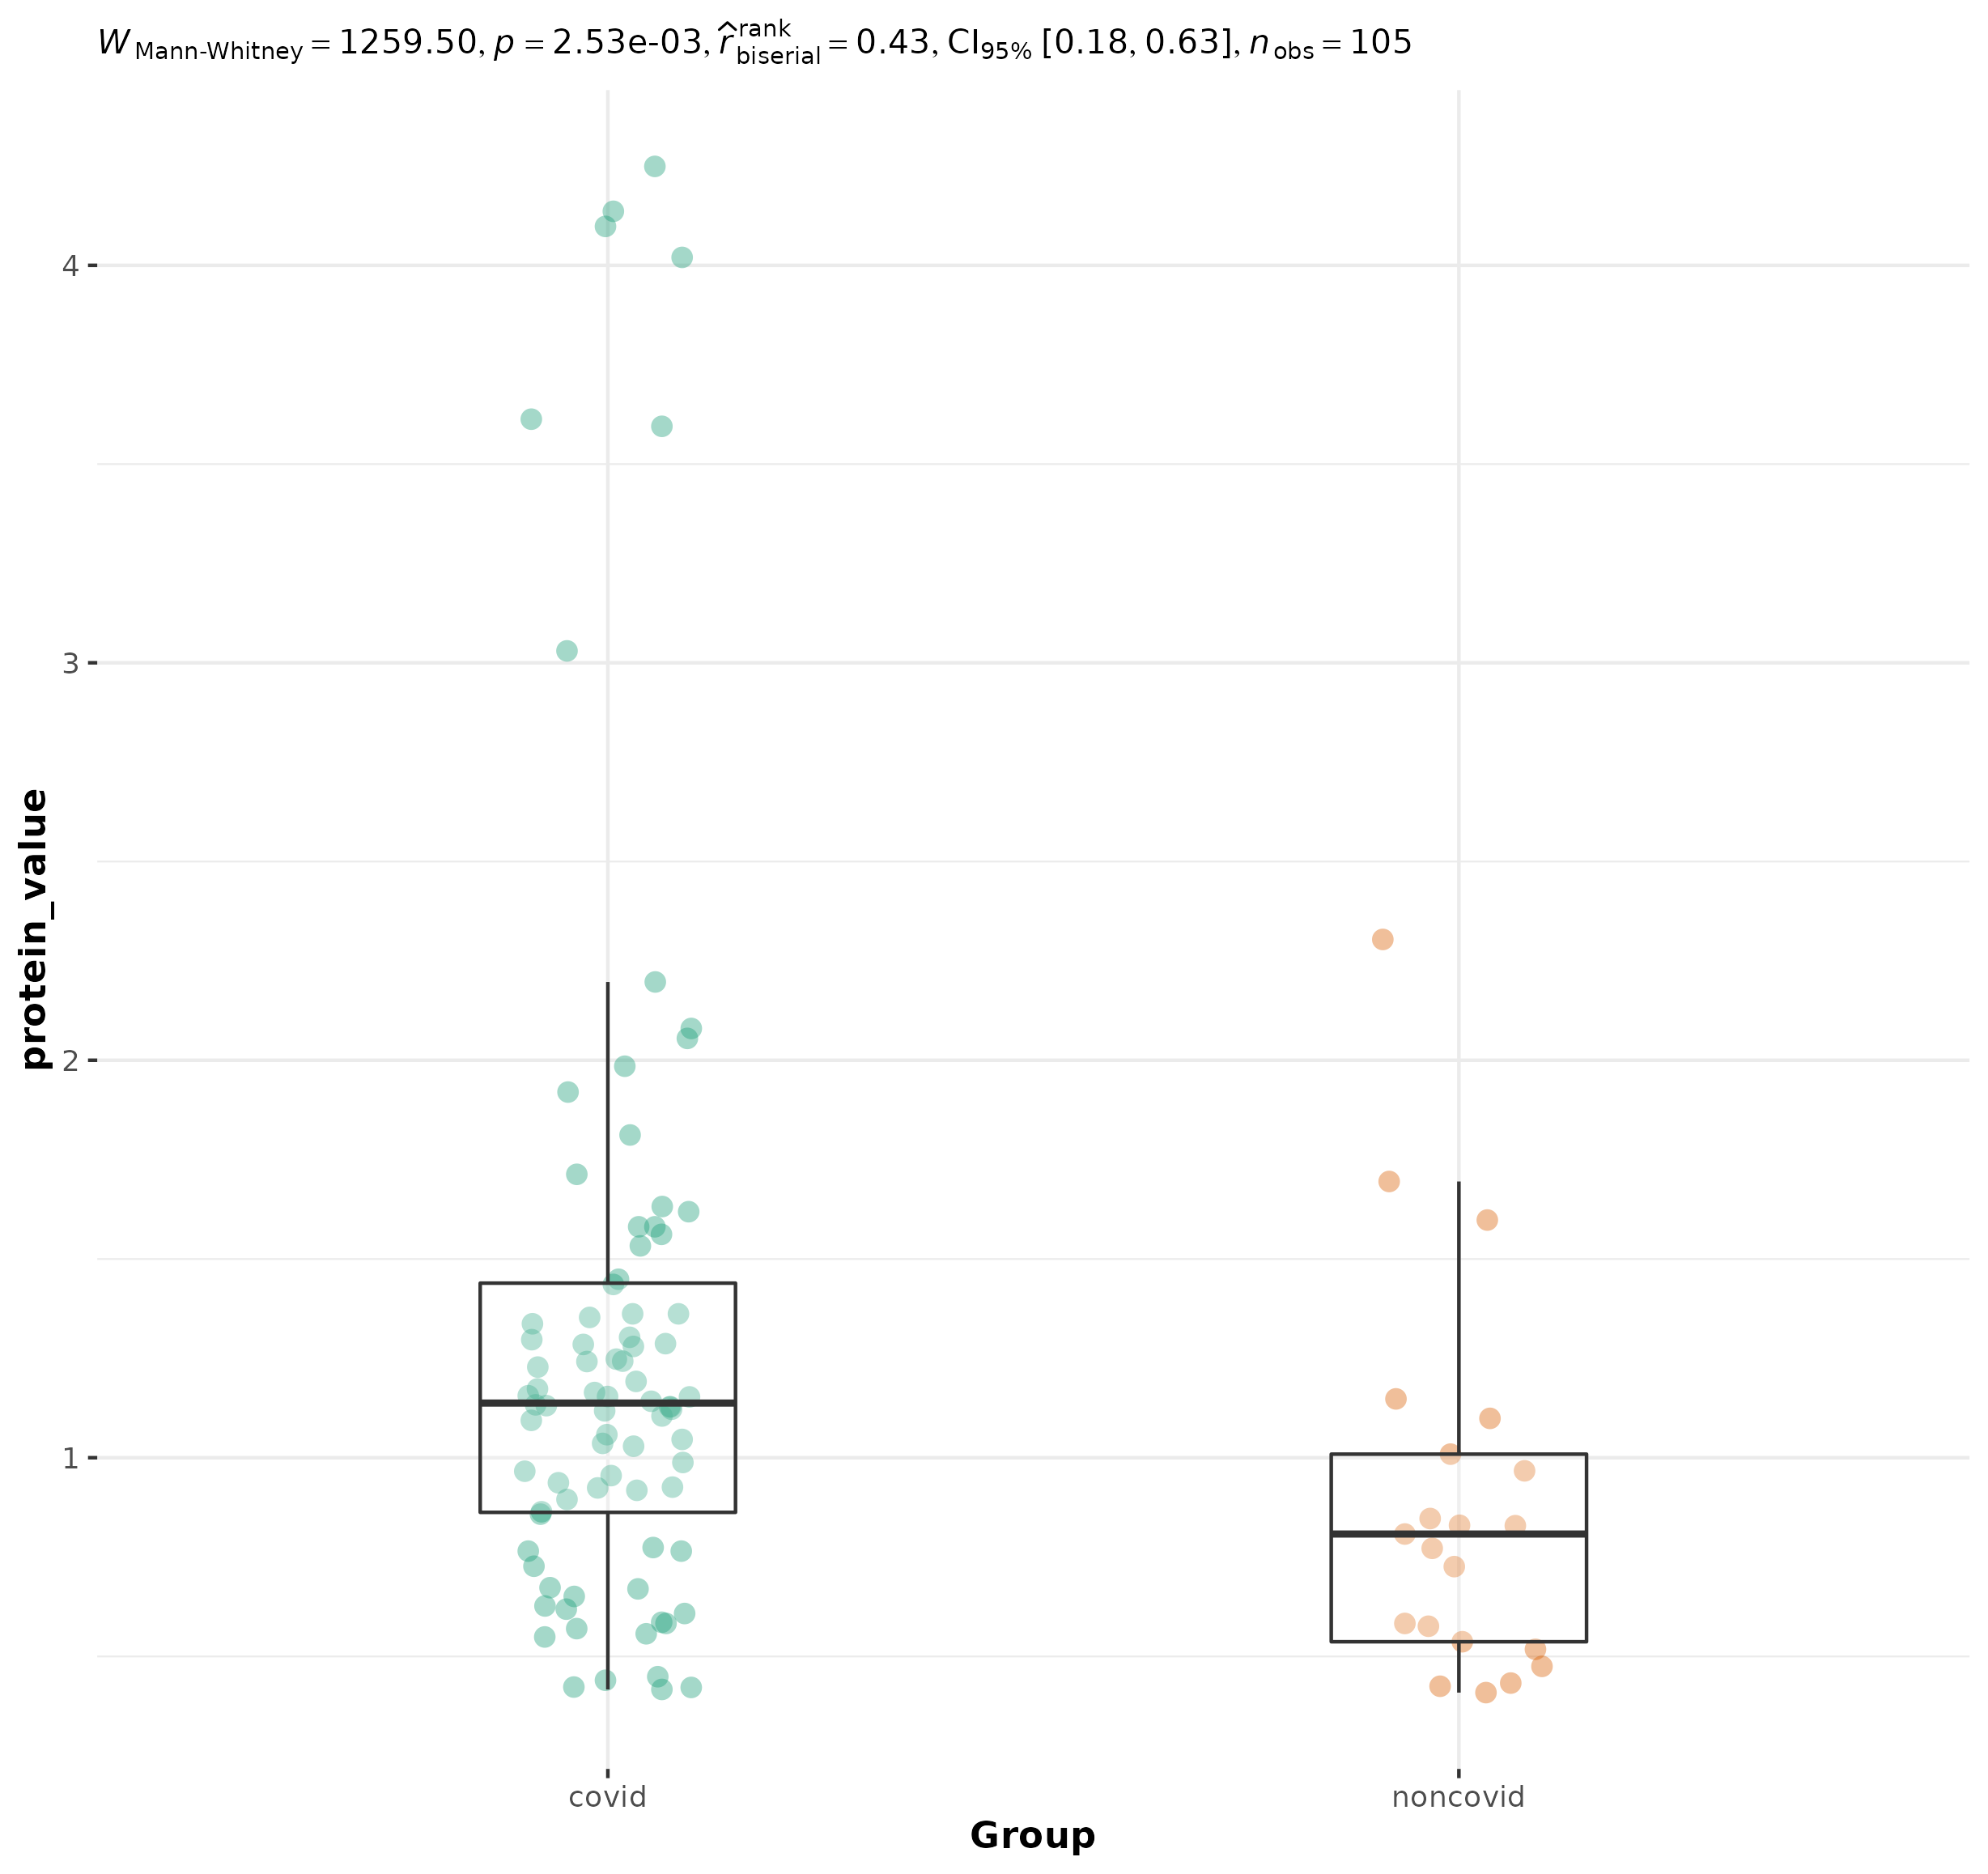 W Mann-Whitney = 1259.50, p = 2.53e-03, r̂ rank biserial = 0.43, CI95% [0.18, 0.63], n obs = 105
4
3
2
1
protein_value
covid
noncovid
Group